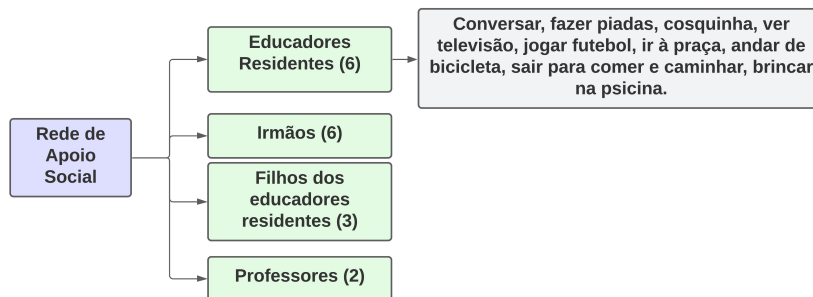 Rede de
Apoio
Social
Educadores
Residentes (6)
Conversar, fazer piadas, cosquinha, ver
televisão, jogar futebol, ir à praça, andar de
bicicleta, sair para comer e caminhar, brincar
na psicina.
Irmãos (6)
Filhos dos
educadores
residentes (3)
Professores (2)